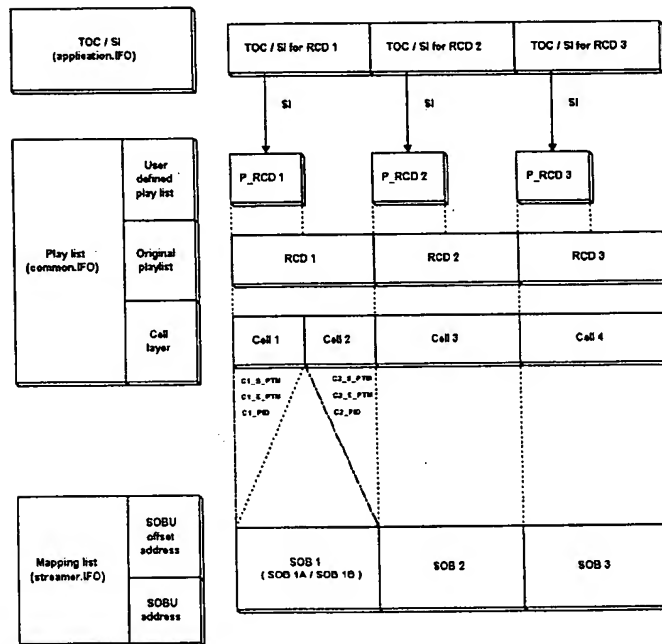 TOC / SI
(application.IFO)
TOC / SI for RCD 1
TOC / SI for RCD 2
TOC / SI for RCD 3
SI
SI
SI
User
defined
play list
P_RCD 1
P_RCD 2
P_RCD 3
Play list
(common.IFO)
Original
playlist
RCD 1
RCD 2
RCD 3
Cell
layer
Cell 1
Cell 2
Cell 3
Cell 4
C1_S_PTM
C1_E_PTM
C1_PID
C2_S_PTM
C2_E_PTM
C2_PID
Mapping list
(streamer.IFO)
SOBU
offset
address
SOBU
address
SOB 1
( SOB 1A / SOB 1B )
SOB 2
SOB 3